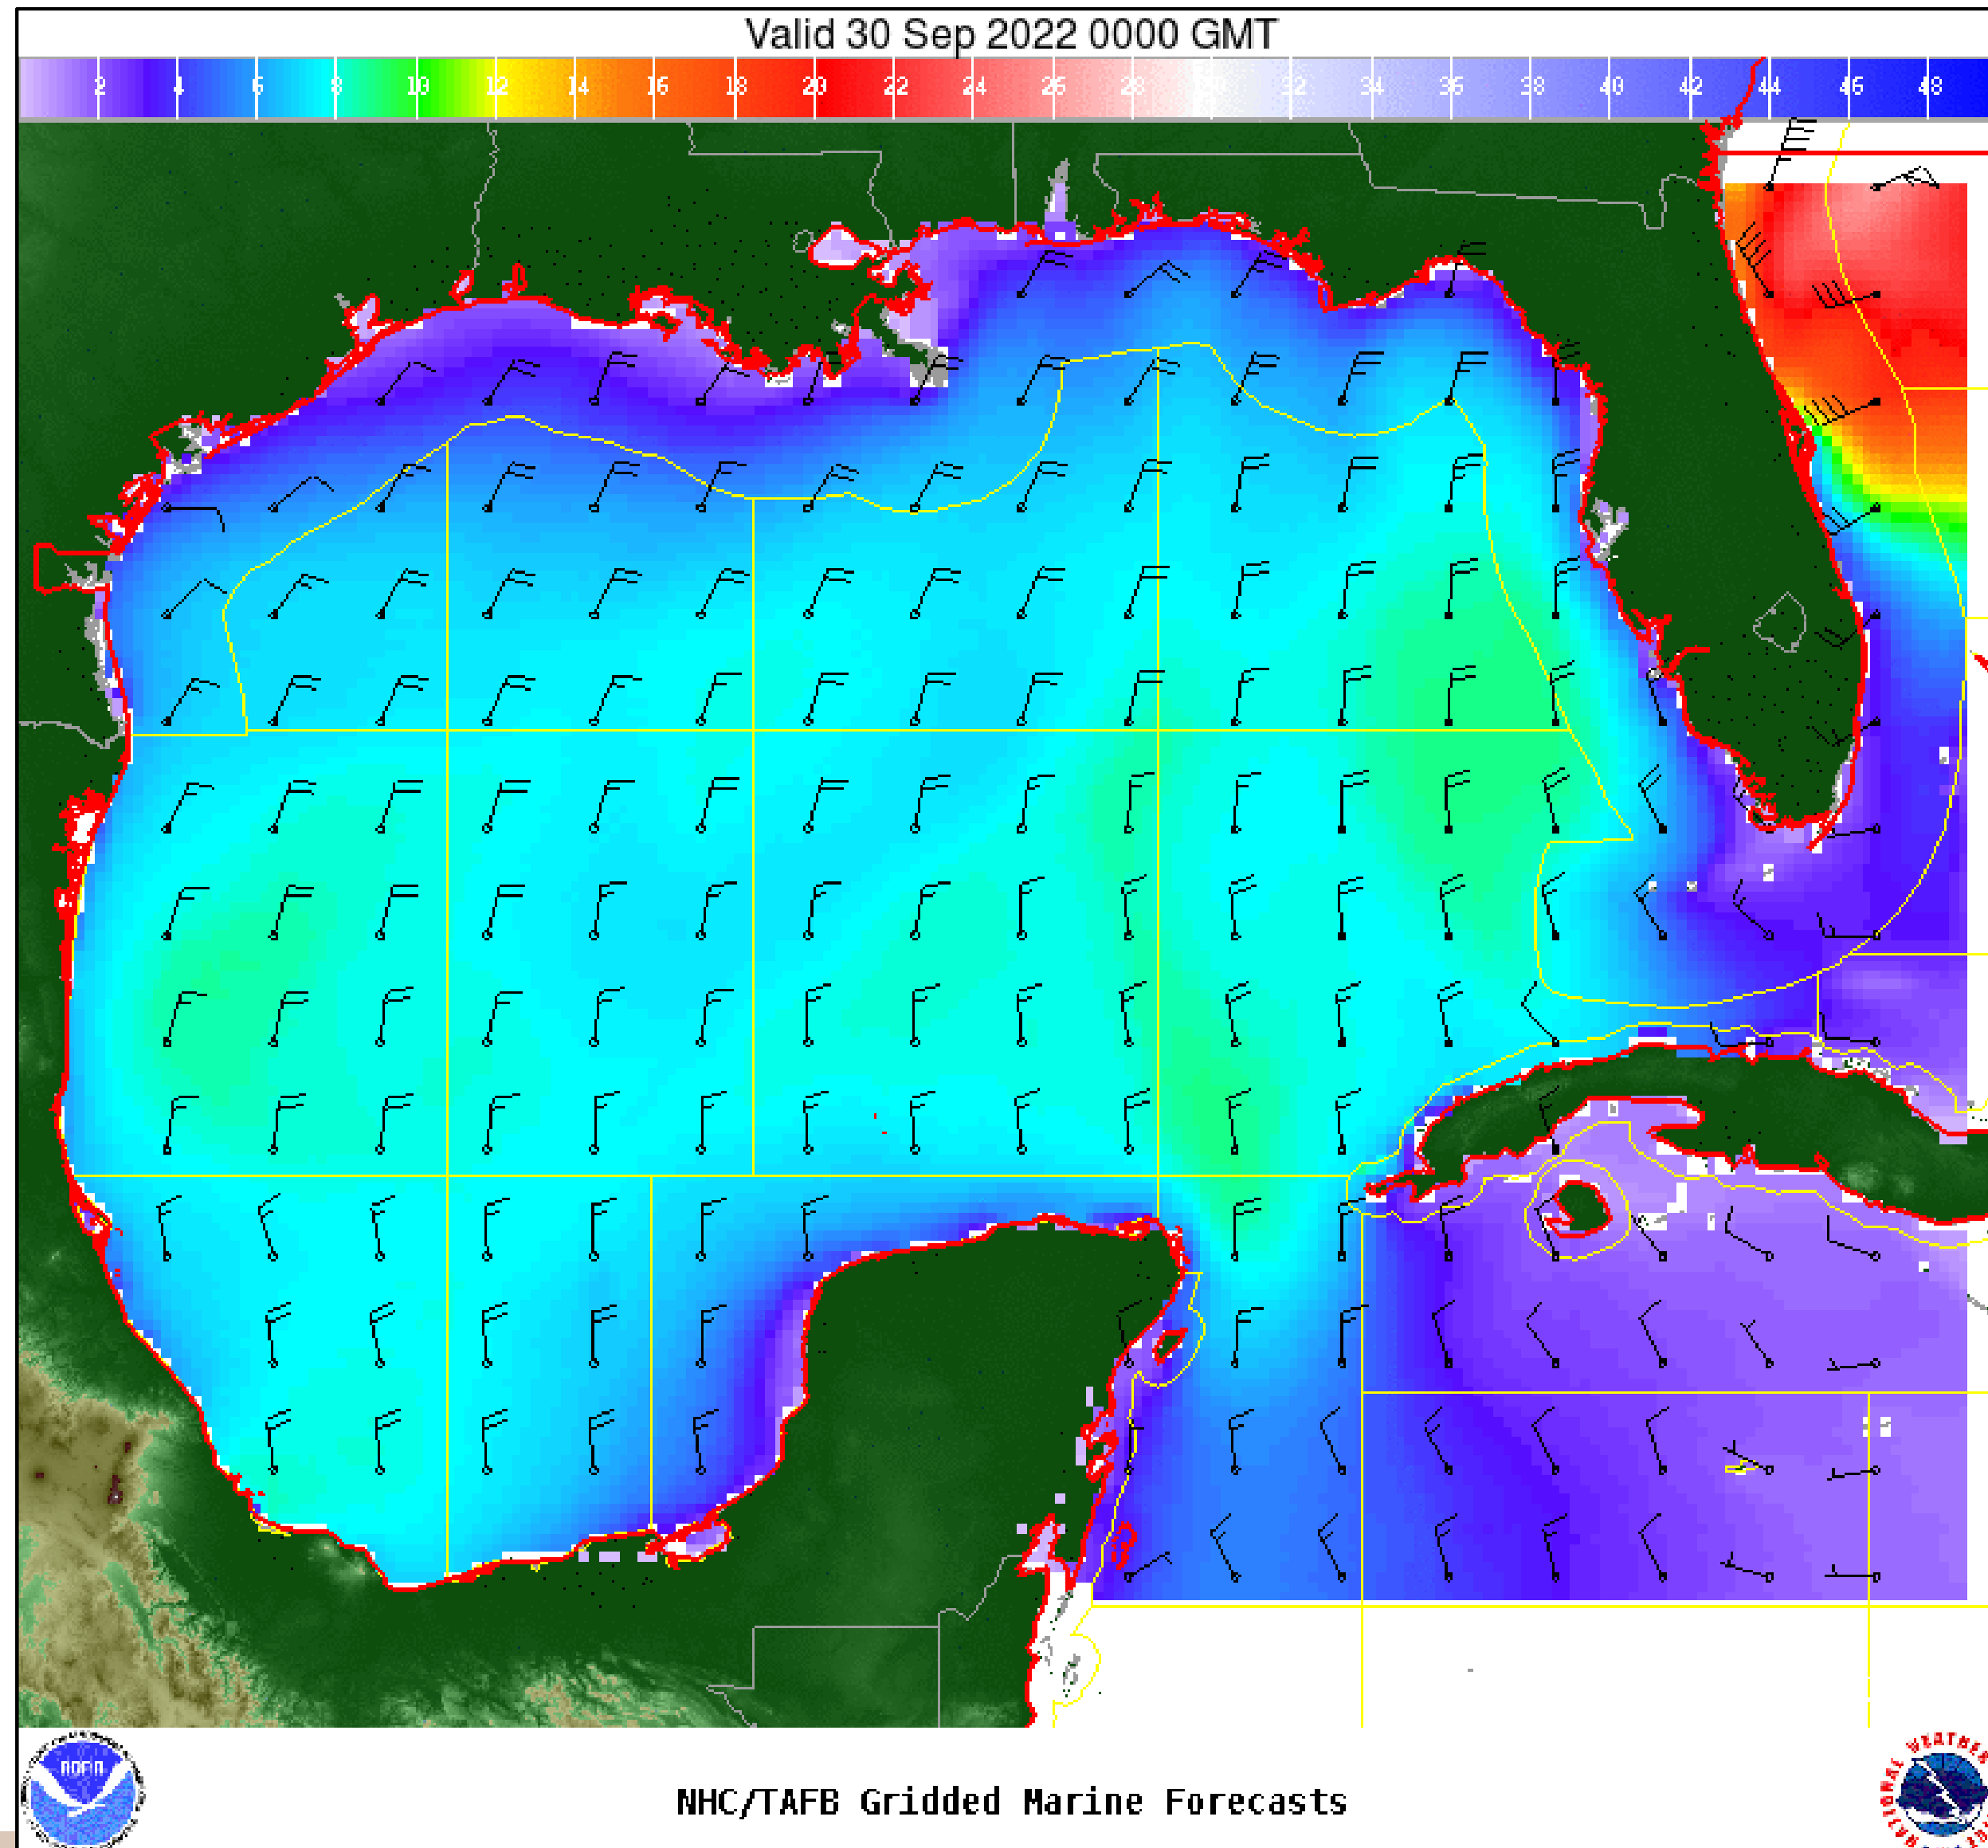 Valid 30 Sep 2022 0000 GMT
2 4 6 8 10 12 14 16 18 20 22 24 26 28 30 32 34 36 38 40 42 44 46 48
NOAA
NHC/TAFB Gridded Marine Forecasts